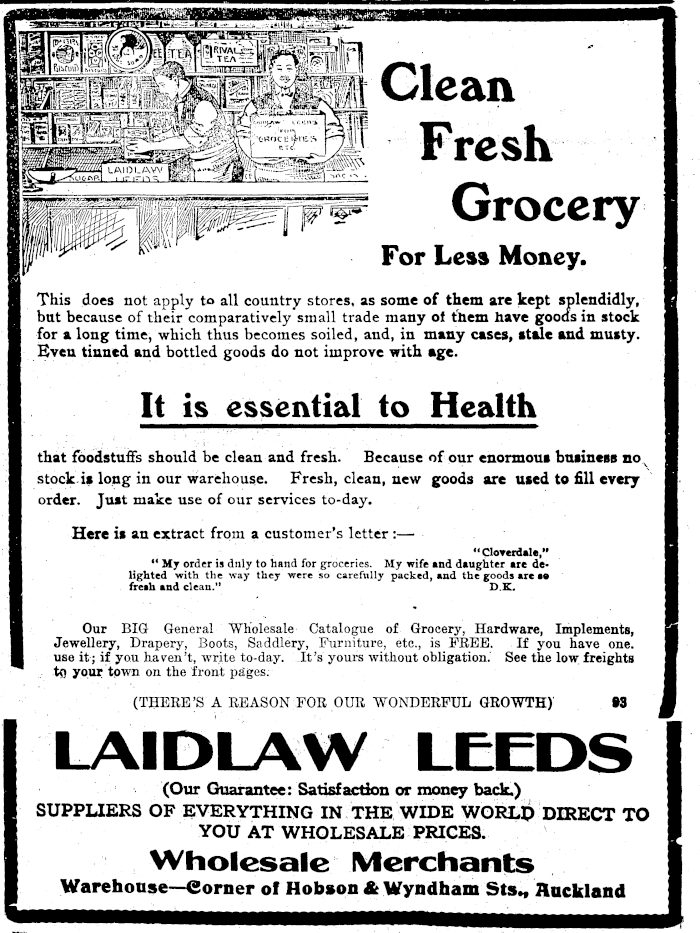 RIVAL
TEA
TEA
BISCUIT
GROCERIES
ETC
LAIDLAW
LEEDS
SUGAR
Clean
Fresh
Grocery
For Less Money.
This does not apply to all country stores, as some of them are kept splendidly,
but because of their comparatively small trade many of them have goods in stock
for a long time, which thus becomes soiled, and, in many cases, stale and musty.
Even tinned and bottled goods do not improve with age.
It is essential to Health
that foodstuffs should be clean and fresh. Because of our enormous business no
stock is long in our warehouse. Fresh, clean, new goods are used to fill every
order. Just make use of our services to-day.
Here is an extract from a customer's letter :—
"Cloverdale,"
" My order is dnly to hand for groceries. My wife and daughter are de-
lighted with the way they were so carefully packed, and the goods are so
fresh and clean." D.K.
Our BIG General Wholesale Catalogue of Grocery, Hardware, Implements,
Jewellery, Drapery, Boots, Saddlery, Furniture, etc., is FREE. If you have one.
use it; if you haven't, write to-day. It's yours without obligation. See the low freights
to your town on the front pages.
(THERE'S A REASON FOR OUR WONDERFUL GROWTH) 93
LAIDLAW LEEDS
(Our Guarantee: Satisfaction or money back.)
SUPPLIERS OF EVERYTHING IN THE WIDE WORLD DIRECT TO
YOU AT WHOLESALE PRICES.
Wholesale Merchants
Warehouse—Corner of Hobson & Wyndham Sts., Auckland